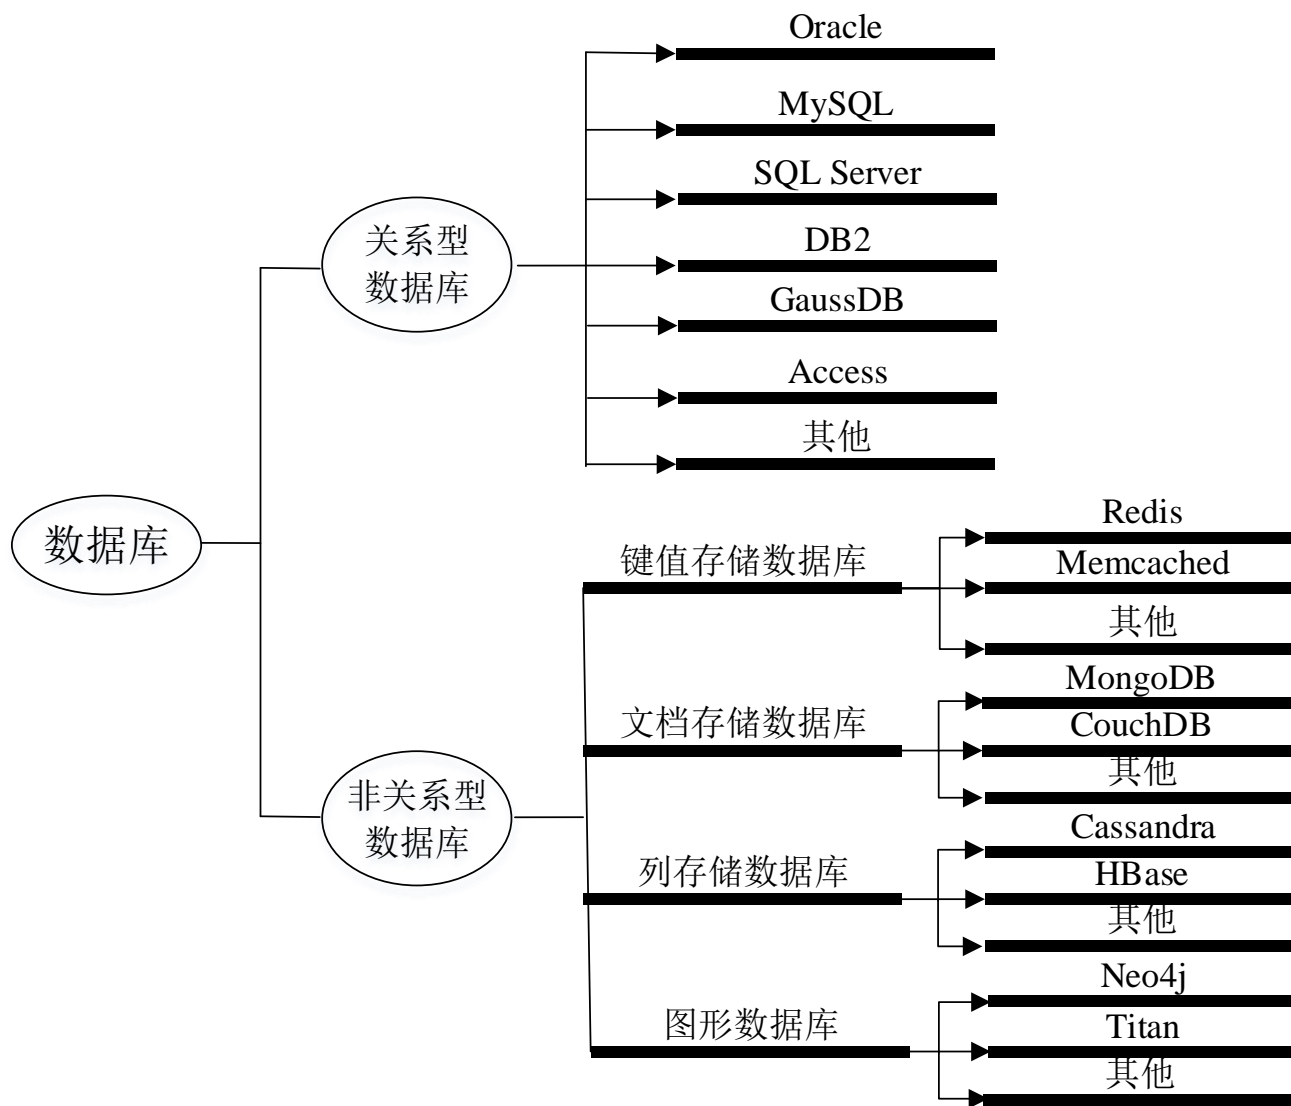 数据库
关系型
数据库
Oracle
MySQL
SQL Server
DB2
GaussDB
Access
其他
非关系型
数据库
键值存储数据库
Redis
Memcached
其他
文档存储数据库
MongoDB
CouchDB
其他
列存储数据库
Cassandra
HBase
其他
图形数据库
Neo4j
Titan
其他